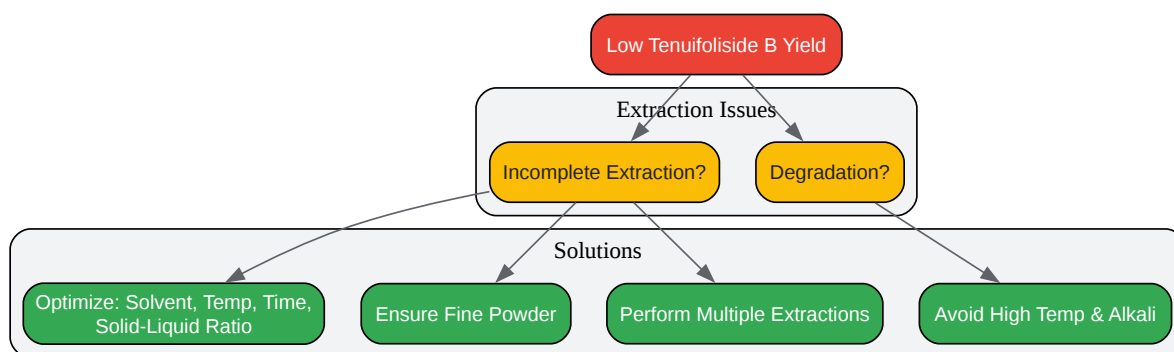 Low Tenuifoliside B Yield
Extraction Issues
Incomplete Extraction?
Degradation?
Solutions
Optimize: Solvent, Temp, Time,
Solid-Liquid Ratio
Ensure Fine Powder
Perform Multiple Extractions
Avoid High Temp & Alkali